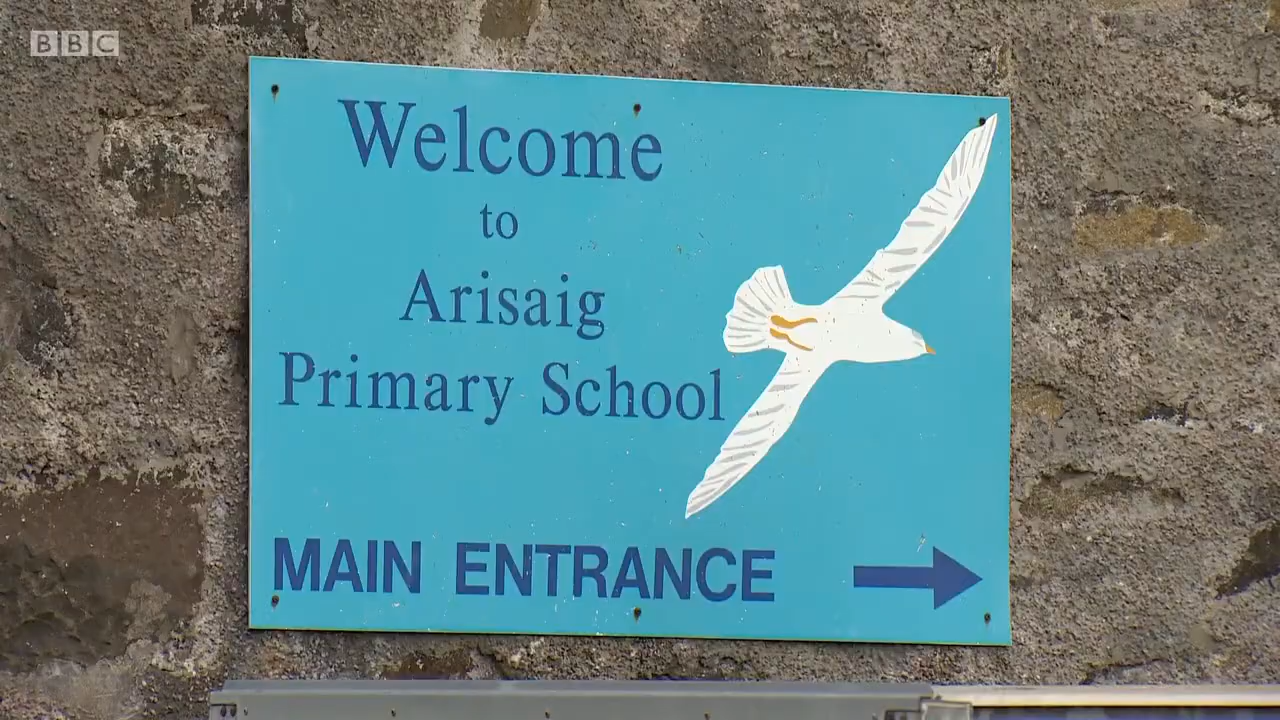 BBC
Welcome
to
Arisaig
Primary School
MAIN ENTRANCE